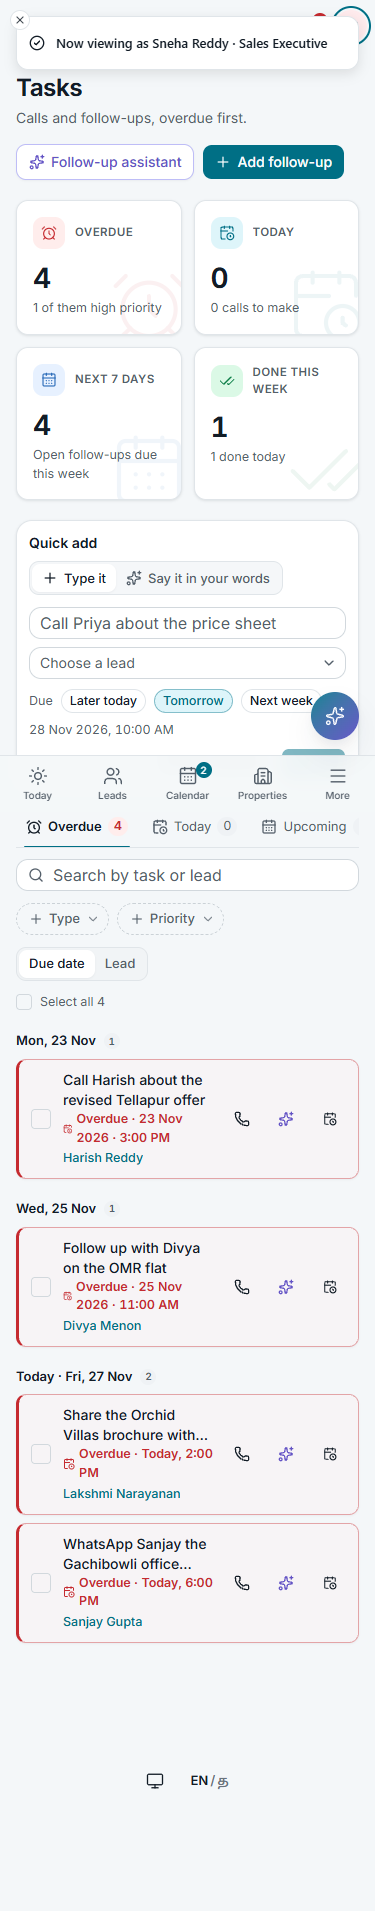 Now viewing as Sneha Reddy · Sales Executive
Tasks
Calls and follow-ups, overdue first.
Follow-up assistant
Add follow-up
OVERDUE
4
1 of them high priority
TODAY
0
0 calls to make
NEXT 7 DAYS
4
Open follow-ups due
this week
DONE THIS
WEEK
1
1 done today
Quick add
Type it
Say it in your words
Call Priya about the price sheet
Choose a lead
Due
Later today
Tomorrow
Next week
28 Nov 2026, 10:00 AM
Today
Leads
2
Calendar
Properties
More
Overdue 4
Today 0
Upcoming
Search by task or lead
Type
Priority
Due date
Lead
Select all 4
Mon, 23 Nov 1
Call Harish about the
revised Tellapur offer
Overdue · 23 Nov
2026 · 3:00 PM
Harish Reddy
Wed, 25 Nov 1
Follow up with Divya
on the OMR flat
Overdue · 25 Nov
2026 · 11:00 AM
Divya Menon
Today · Fri, 27 Nov 2
Share the Orchid
Villas brochure with...
Overdue · Today, 2:00
PM
Lakshmi Narayanan
WhatsApp Sanjay the
Gachibowli office...
Overdue · Today, 6:00
PM
Sanjay Gupta
EN/த